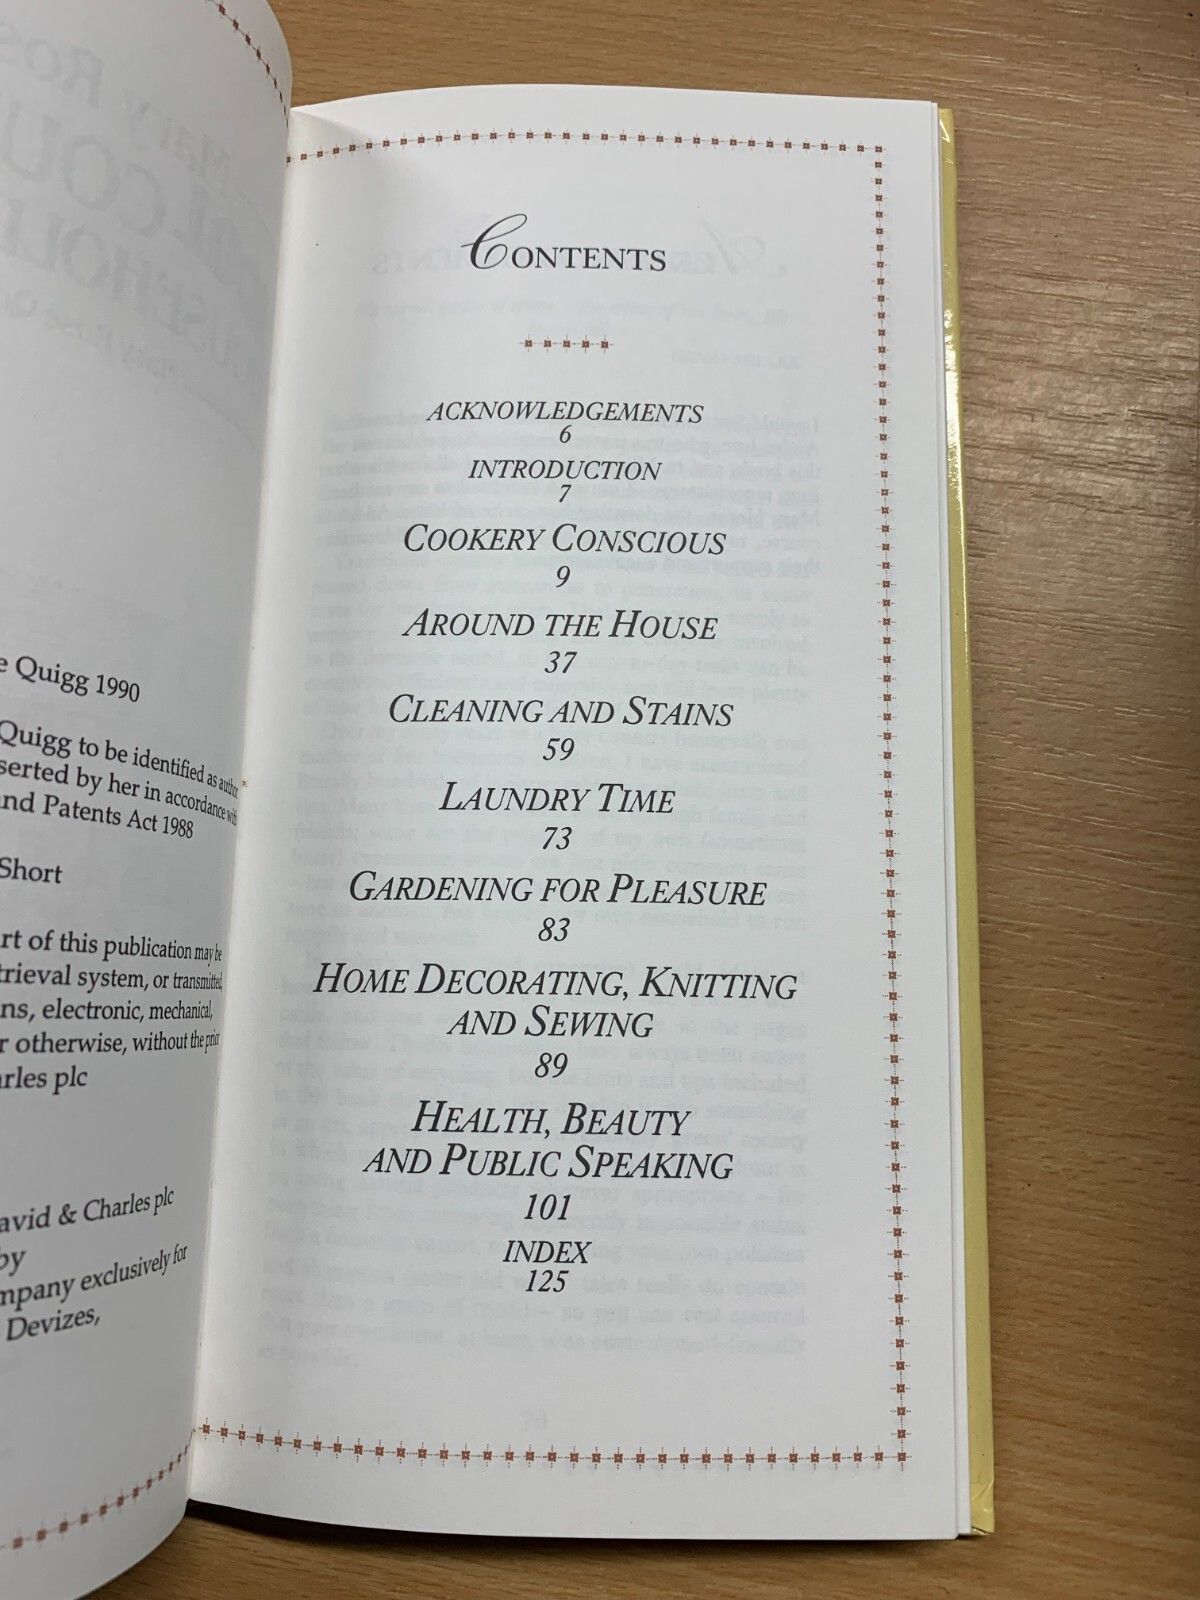 e Quigg 1990
Quigg to be identified as author
serted by her in accordance with
nd Patents Act 1988
Short
rt of this publication may be
trieval system, or transmitted,
ns, electronic, mechanical,
r otherwise, without the prior
arles plc
avid & Charles plc
by
mpany exclusively for
Devizes,
CONTENTS
ACKNOWLEDGEMENTS
6
INTRODUCTION
7
COOKERY CONSCIOUS
9
AROUND THE HOUSE
37
CLEANING AND STAINS
59
LAUNDRY TIME
73
GARDENING FOR PLEASURE
83
HOME DECORATING, KNITTING
AND SEWING
89
HEALTH, BEAUTY
AND PUBLIC SPEAKING
101
INDEX
125